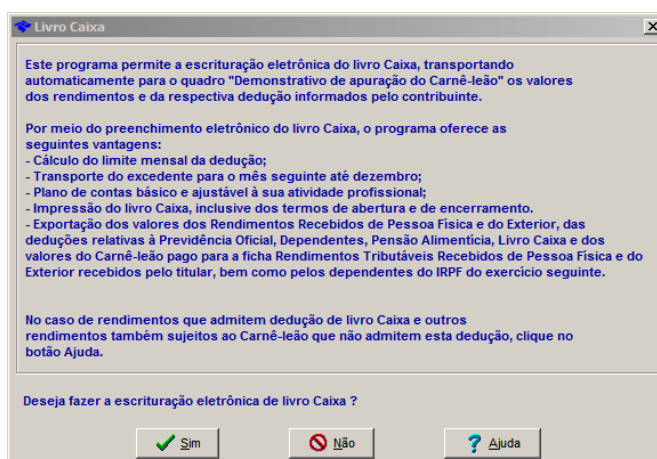 Livro Caixa
Este programa permite a escrituração eletrônica do livro Caixa, transportando
automaticamente para o quadro "Demonstrativo de apuração do Carnê-leão" os valores
dos rendimentos e da respectiva dedução informados pelo contribuinte.
Por meio do preenchimento eletrônico do livro Caixa, o programa oferece as
seguintes vantagens:
- Cálculo do limite mensal da dedução;
- Transporte do excedente para o mês seguinte até dezembro;
- Plano de contas básico e ajustável à sua atividade profissional;
- Impressão do livro Caixa, inclusive dos termos de abertura e de encerramento.
- Exportação dos valores dos Rendimentos Recebidos de Pessoa Física e do Exterior, das
deduções relativas à Previdência Oficial, Dependentes, Pensão Alimentícia, Livro Caixa e dos
valores do Carnê-leão pago para a ficha Rendimentos Tributáveis Recebidos de Pessoa Física e do
Exterior recebidos pelo titular, bem como pelos dependentes do IRPF do exercício seguinte.
No caso de rendimentos que admitem dedução de livro Caixa e outros
rendimentos também sujeitos ao Carnê-leão que não admitem esta dedução, clique no
botão Ajuda.
Deseja fazer a escrituração eletrônica de livro Caixa ?
Sim Não Ajuda